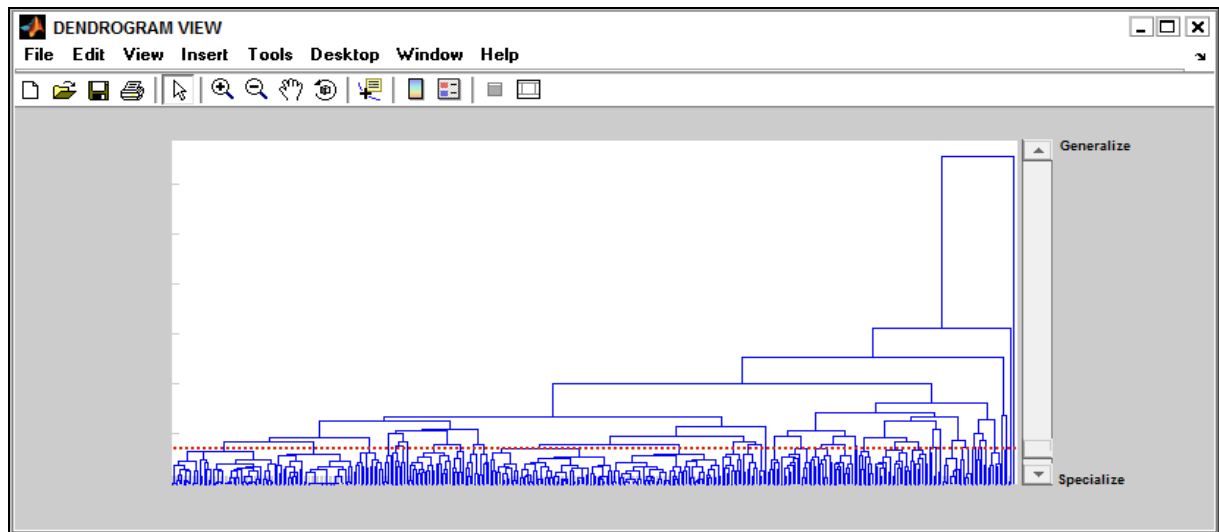 DENDROGRAM VIEW
File Edit View Insert Tools Desktop Window Help
Generalize
Specialize